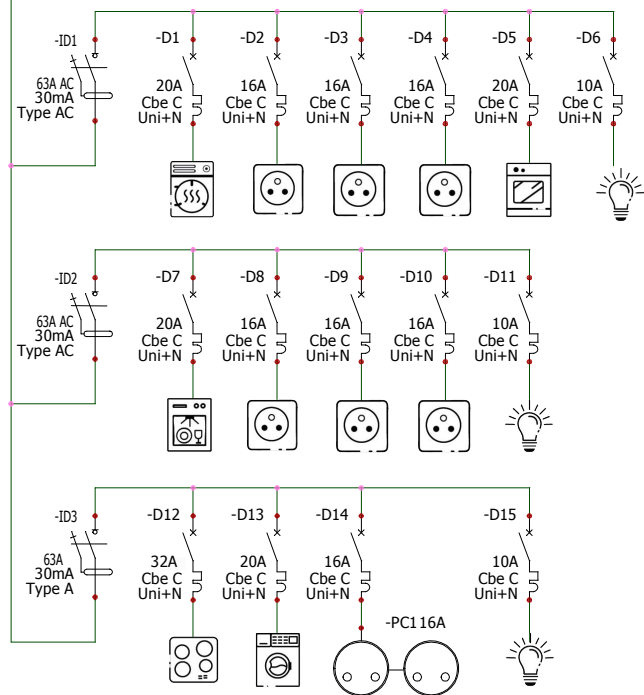 -ID1
63A AC
30mA
Type AC
-D1
20A
Cbe C
Uni+N
-D2
16A
Cbe C
Uni+N
-D3
16A
Cbe C
Uni+N
-D4
16A
Cbe C
Uni+N
-D5
20A
Cbe C
Uni+N
-D6
10A
Cbe C
Uni+N
-ID2
63A AC
30mA
Type AC
-D7
20A
Cbe C
Uni+N
-D8
16A
Cbe C
Uni+N
-D9
16A
Cbe C
Uni+N
-D10
16A
Cbe C
Uni+N
-D11
10A
Cbe C
Uni+N
-ID3
63A
30mA
Type A
-D12
32A
Cbe C
Uni+N
-D13
20A
Cbe C
Uni+N
-D14
16A
Cbe C
Uni+N
-PC116A
-D15
10A
Cbe C
Uni+N